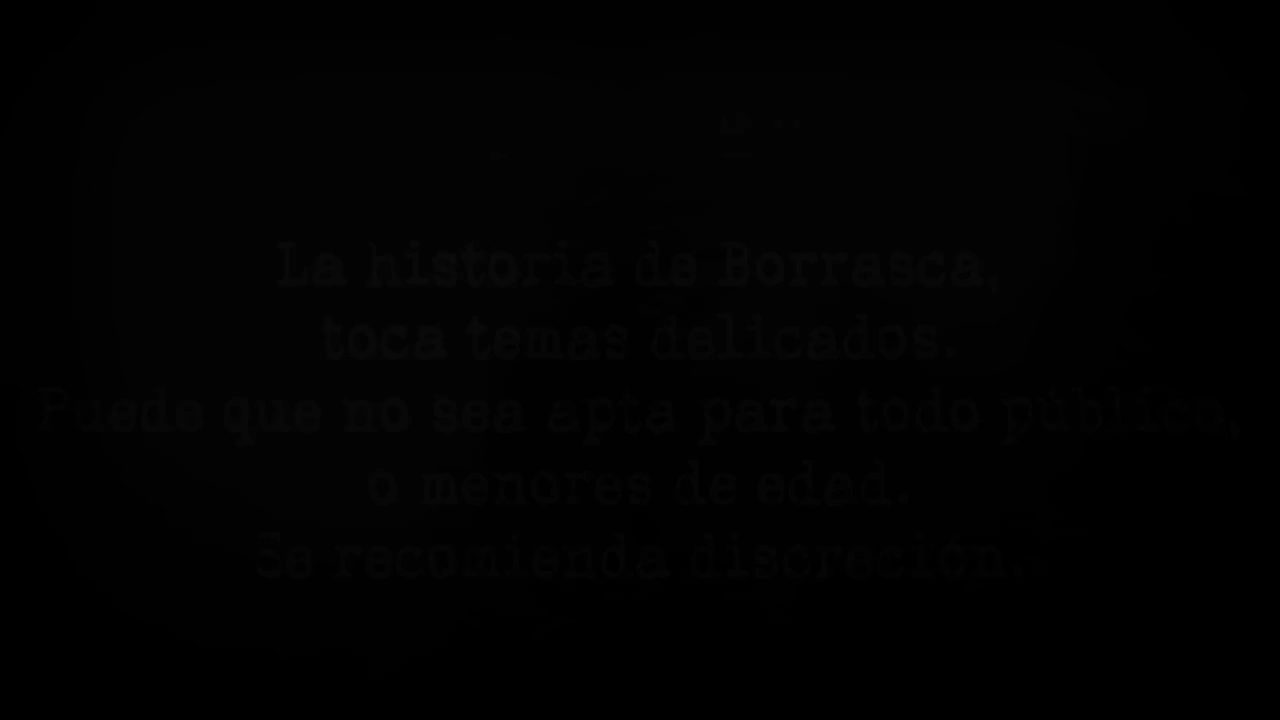 La historia de Borrasca,
toca temas delicados.
Puede que no sea apta para todo público,
o menores de edad.
Se recomienda discreción.